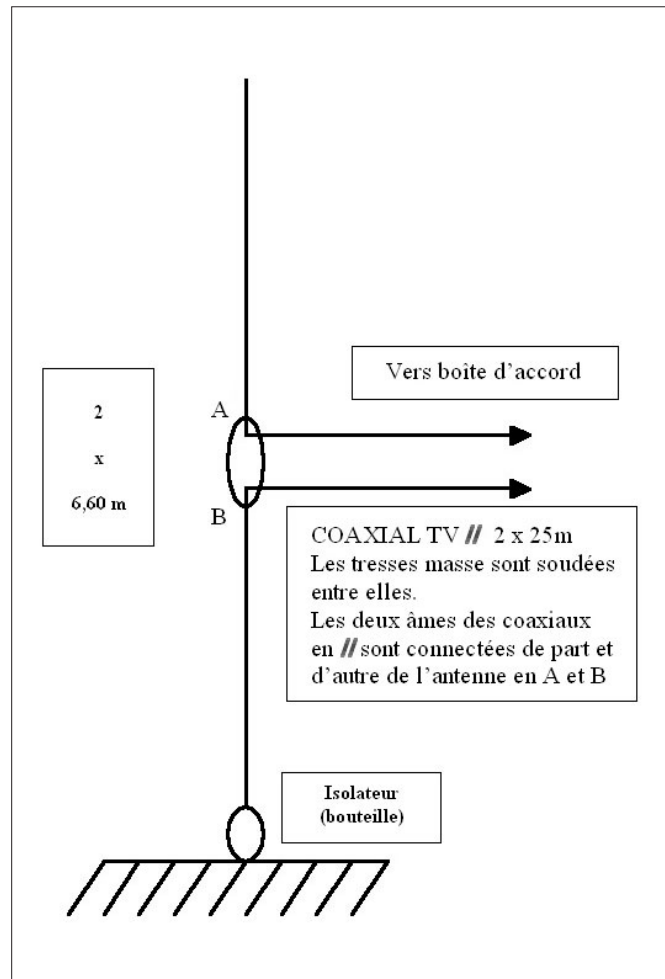 Vers boîte d'accord
A
2
x
6,60 m
B
COAXIAL TV // 2 x 25m
Les tresses masse sont soudées
entre elles.
Les deux âmes des coaxiaux
en // sont connectées de part et
d'autre de l'antenne en A et B
Isolateur
(bouteille)